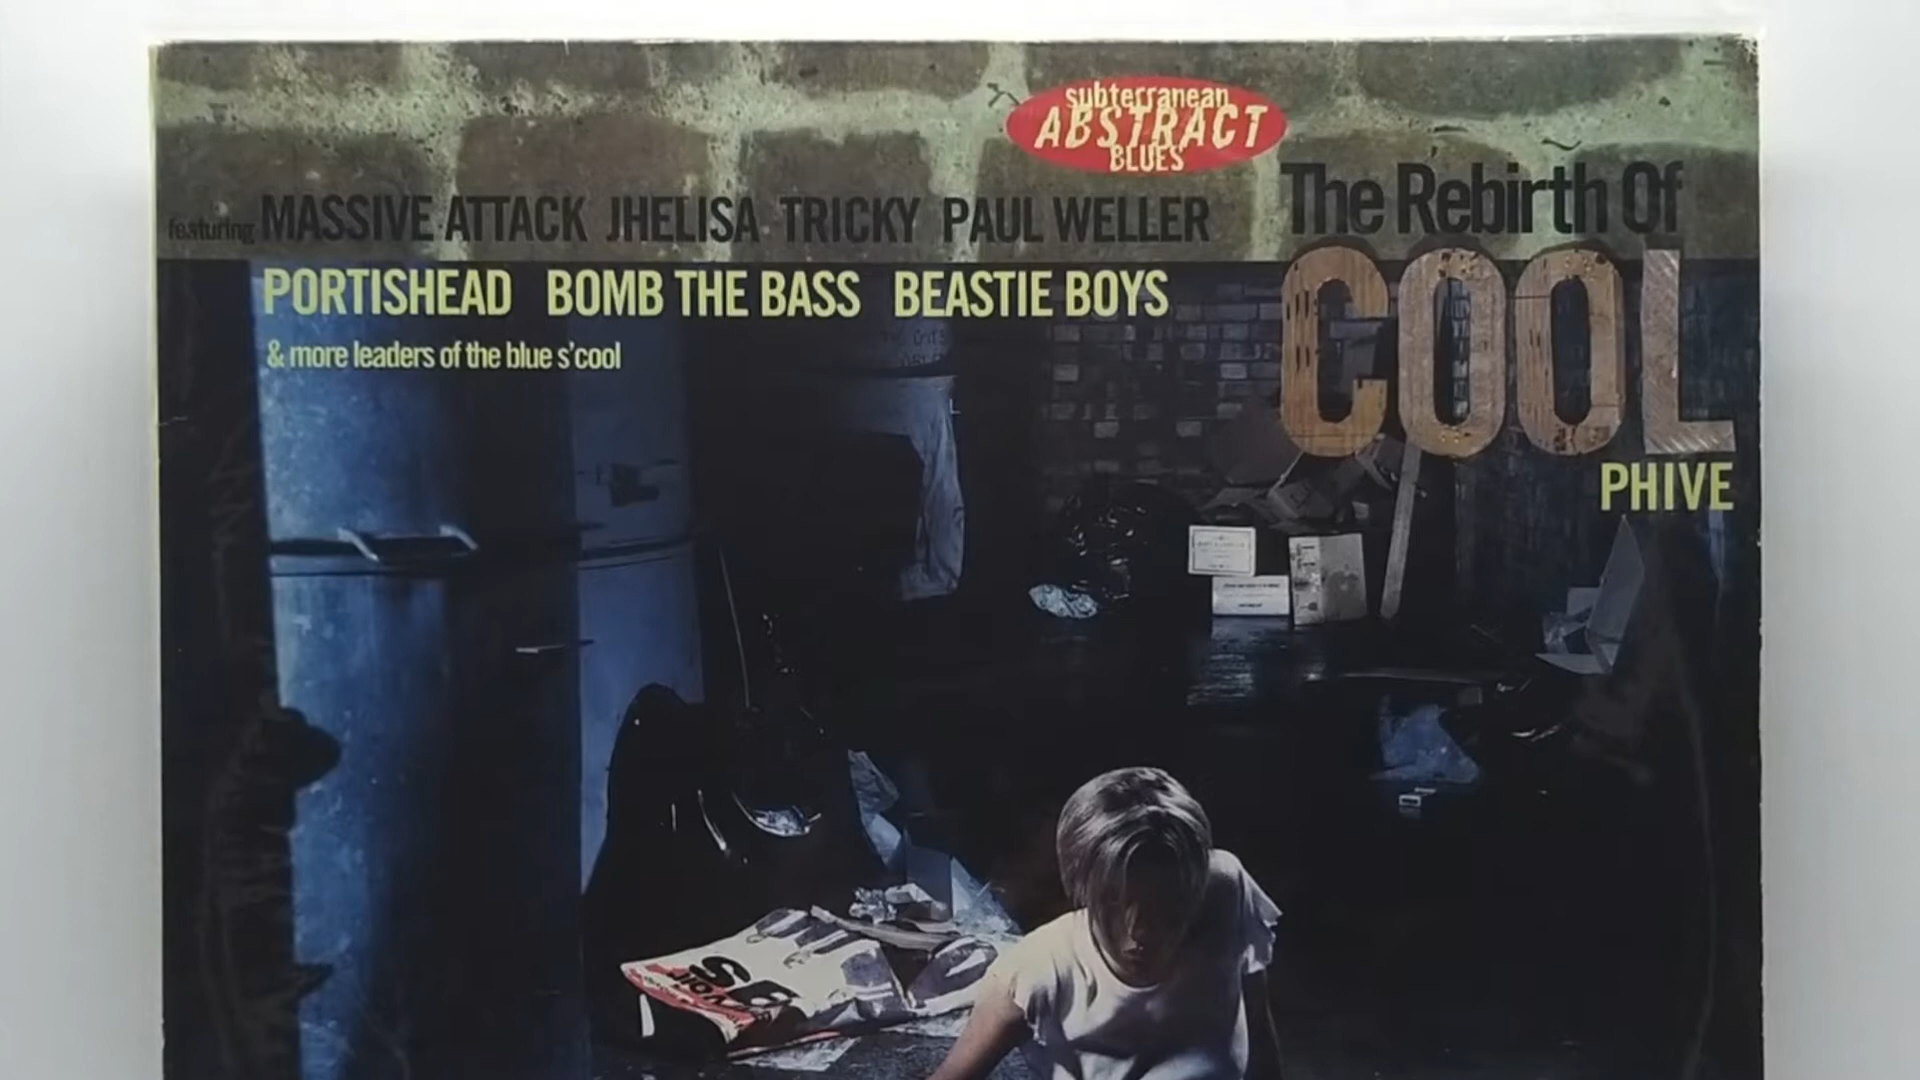 subterranean
ABSTRACT
BLUES
The Rebirth Of
COOL
PHIVE
featuring MASSIVE ATTACK JHELISA TRICKY PAUL WELLER
PORTISHEAD BOMB THE BASS BEASTIE BOYS
& more leaders of the blue s'cool